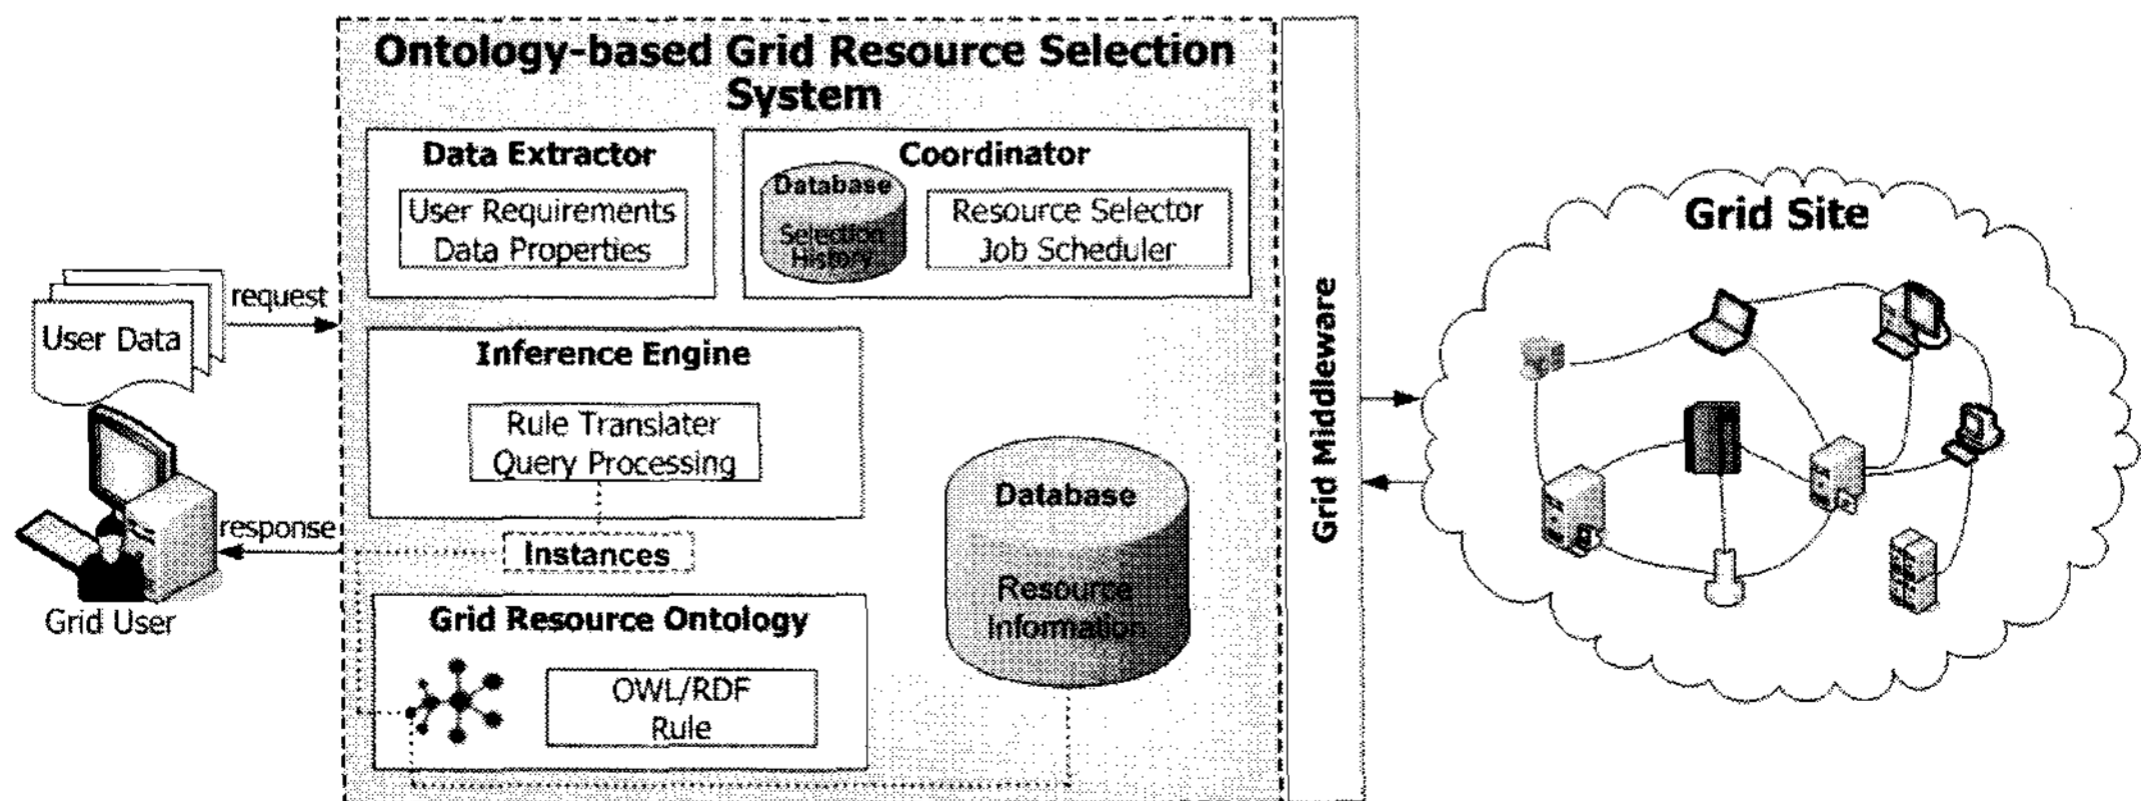 Ontology-based Grid Resource Selection
System
Data Extractor
User Requirements
Data Properties
Coordinator
Database
Selection
History
Resource Selector
Job Scheduler
request
User Data
Inference Engine
Rule Translater
Query Processing
response
Grid User
Instances
Grid Resource Ontology
OWL/RDF
Rule
Database
Resource
Information
Grid Middleware
Grid Site